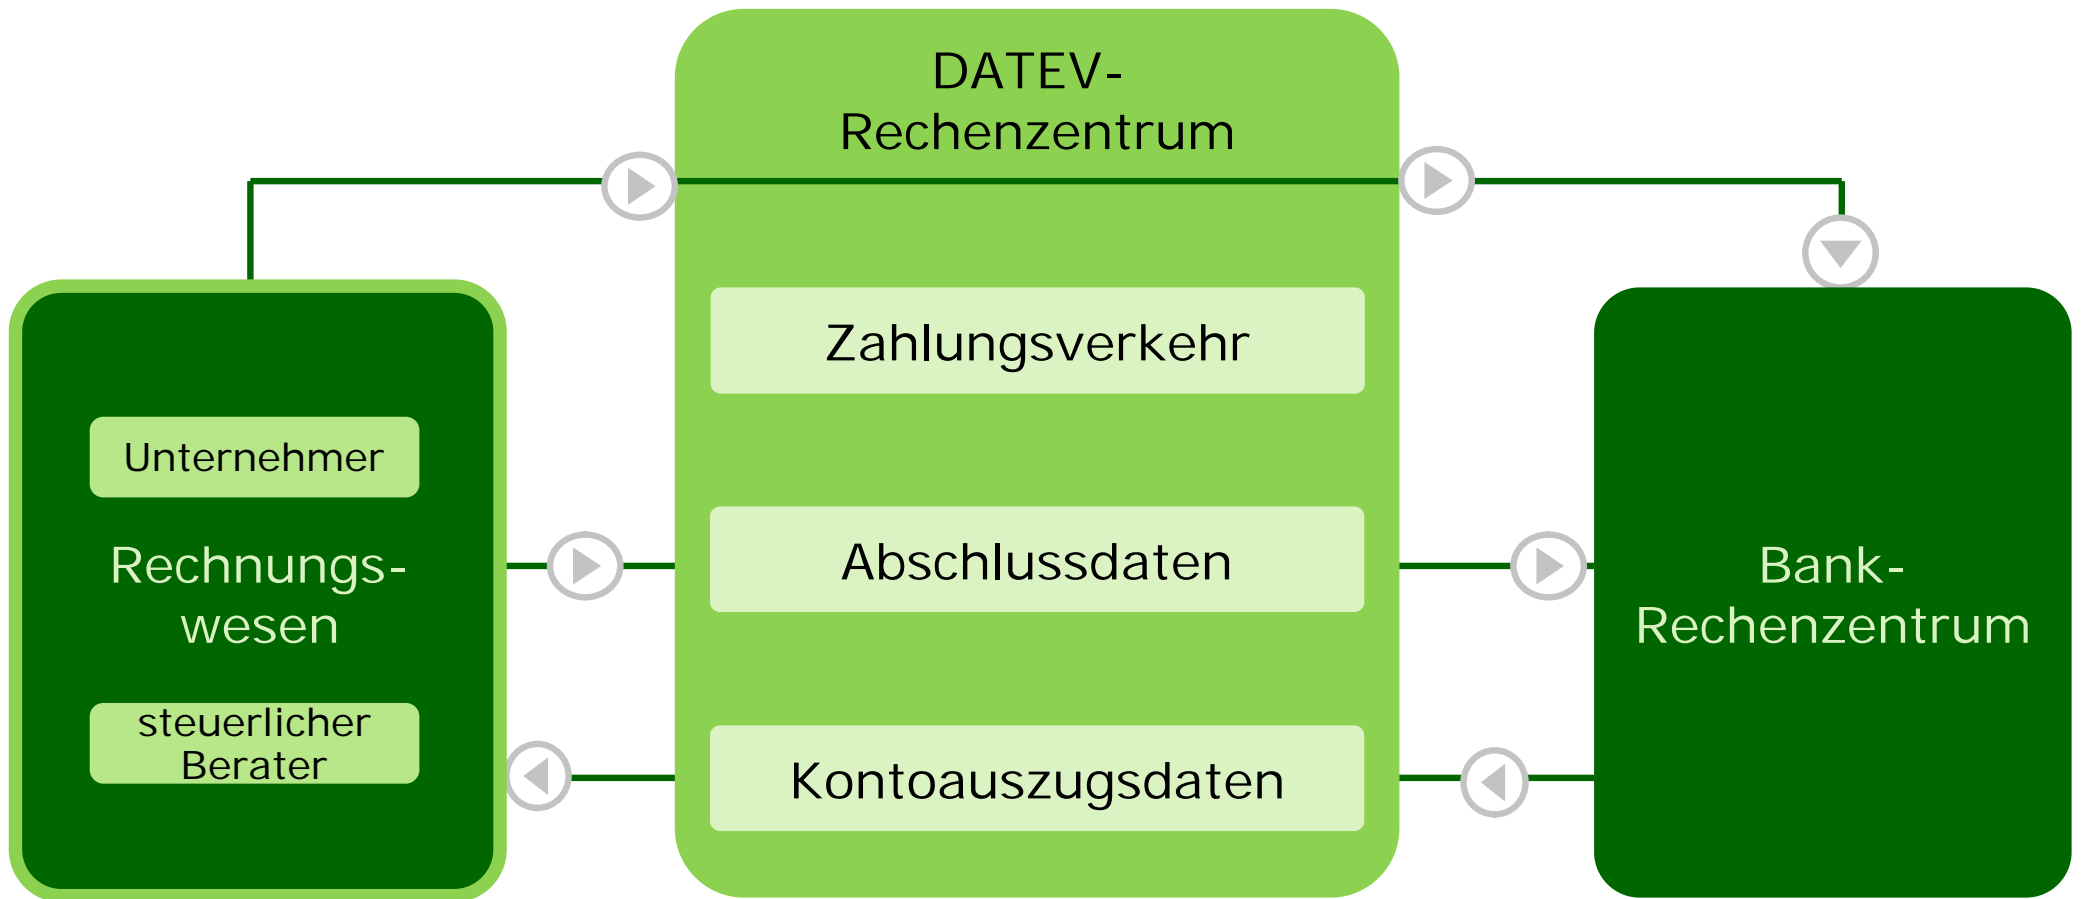 DATEV-
Rechenzentrum
Zahlungsverkehr
Unternehmer
Rechnungs-
wesen
steuerlicher
Berater
Abschlussdaten
Kontoauszugsdaten
Bank-
Rechenzentrum